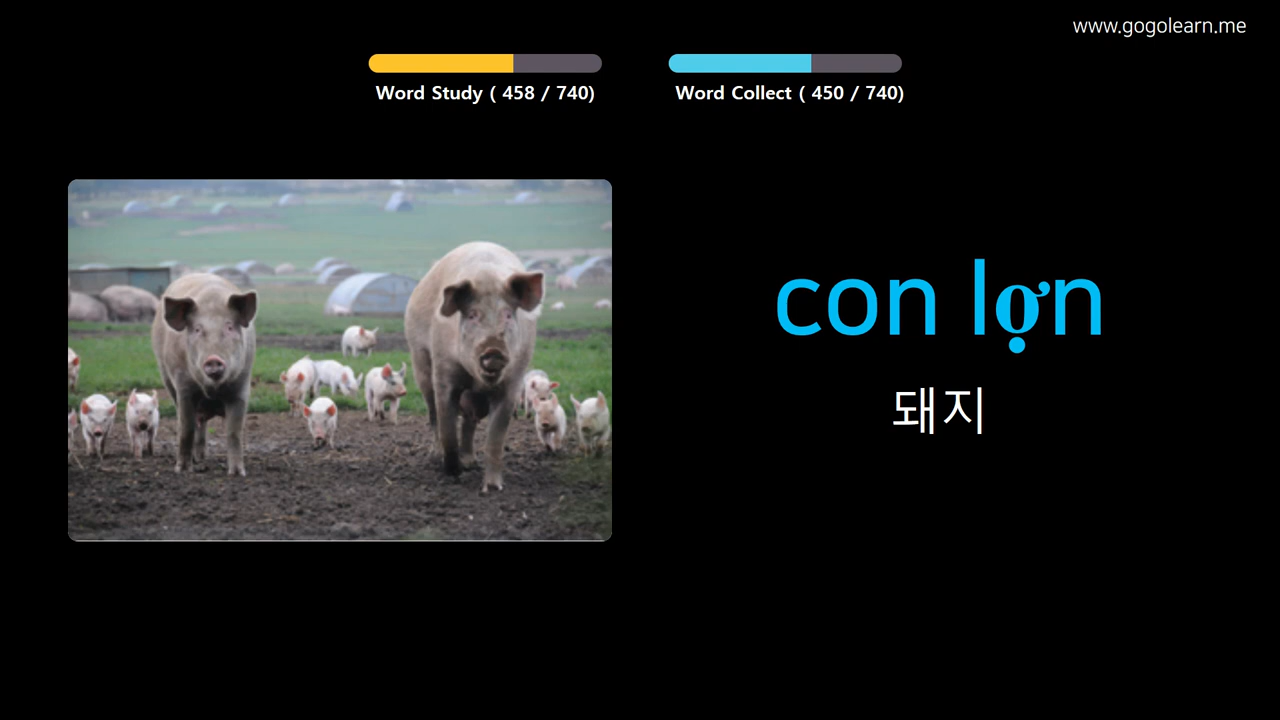 www.gogolearn.me
Word Study ( 458 / 740)
Word Collect ( 450 / 740)
con lợn
돼지